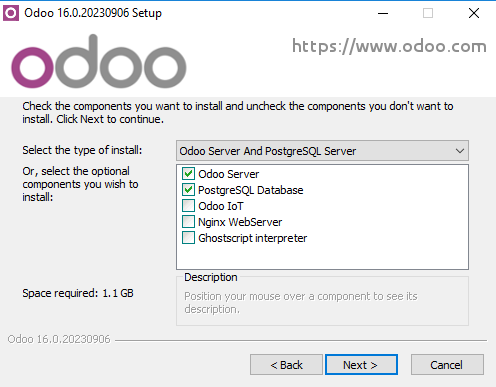 Odoo 16.0.20230906 Setup
odoo
https://www.odoo.com
Check the components you want to install and uncheck the components you don't want to
install. Click Next to continue.
Select the type of install:
Odoo Server And PostgreSQL Server
Or, select the optional
components you wish to
install:
Odoo Server
PostgreSQL Database
Odoo IoT
Nginx WebServer
Ghostscript interpreter
Space required: 1.1 GB
Description
Position your mouse over a component to see its
description.
Odoo 16.0.20230906
< Back
Next >
Cancel